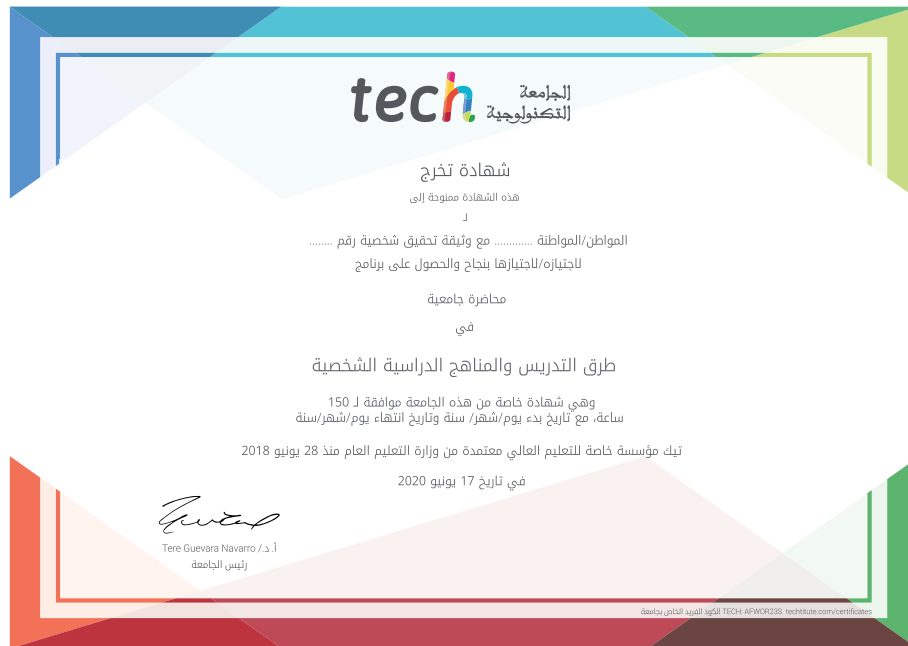 tech الجامعة
التكنولوجية
شهادة تخرج
هذه الشهادة ممنوحة إلى
لـ
المواطن/المواطنة ............. مع وثيقة تحقيق شخصية رقم ........
لاجتيازه/لاجتيازها بنجاح والحصول على برنامج
محاضرة جامعية
في
طرق التدريس والمناهج الدراسية الشخصية
وهي شهادة خاصة من هذه الجامعة موافقة لـ 150
ساعة، مع تاريخ بدء يوم/شهر/ سنة وتاريخ انتهاء يوم/شهر/سنة
تيك مؤسسة خاصة للتعليم العالي معتمدة من وزارة التعليم العام منذ 28 يونيو 2018
في تاريخ 17 يونيو 2020
أ. د./ Tere Guevara Navarro
رئيس الجامعة
الكود الفريد الخاص بجامعة TECH: AFWOR23S techtitute.com/certificates